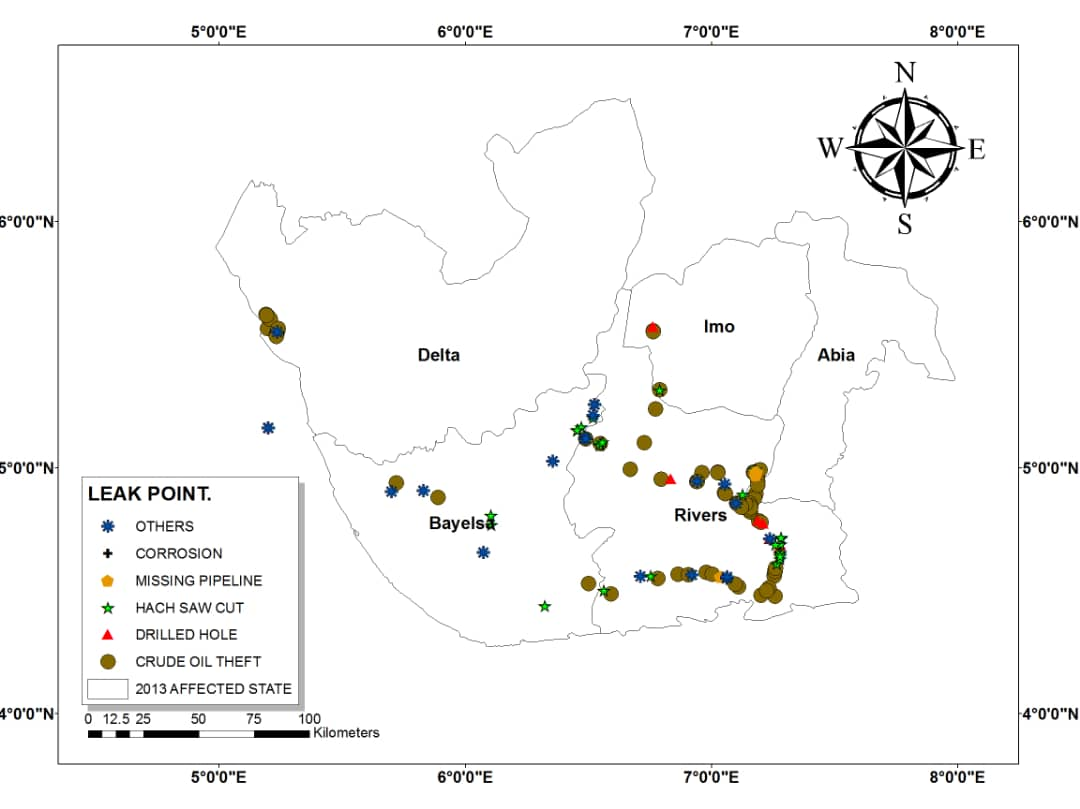 5°0'0"E 6°0'0"E 7°0'0"E 8°0'0"E
N
W E
S
6°0'0"N 6°0'0"N
Imo
Delta Abia
5°0'0"N 5°0'0"N
LEAK POINT.
OTHERS
CORROSION
MISSING PIPELINE
HACH SAW CUT
DRILLED HOLE
CRUDE OIL THEFT
2013 AFFECTED STATE
Rivers
Bayelsa
4°0'0"N 4°0'0"N
0 12.5 25 50 75 100
Kilometers
5°0'0"E 6°0'0"E 7°0'0"E 8°0'0"E